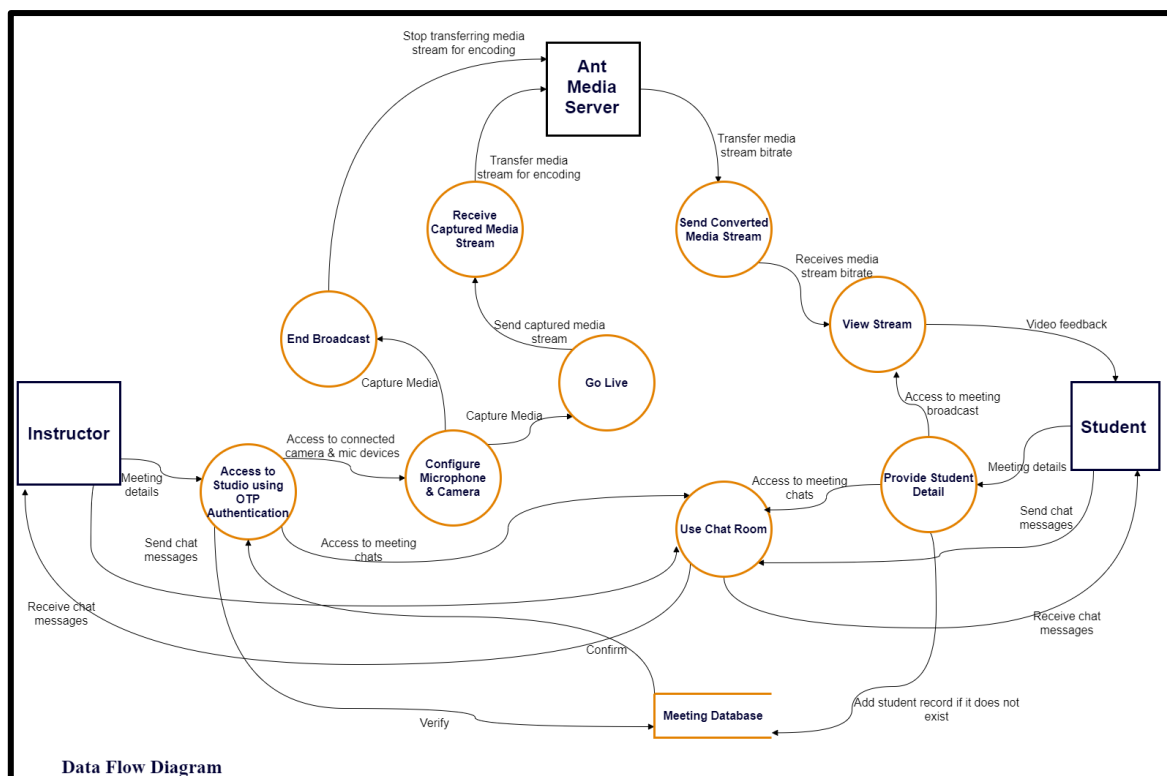 Stop transferring media
stream for encoding
Ant
Media
Server
Transfer media
stream bitrate
Transfer media
stream for encoding
Receive
Captured Media
Stream
Send Converted
Media Stream
Receives media
stream bitrate
End Broadcast
Send captured media
stream
View Stream
Video feedback
Capture Media
Go Live
Access to meeting
broadcast
Instructor
Student
Capture Media
Access to connected
camera & mic devices
Meeting
details
Access to
Studio using
OTP
Authentication
Configure
Microphone
& Camera
Access to meeting
chats
Provide Student
Detail
Meeting details
Send chat
messages
Access to meeting
chats
Use Chat Room
Send chat
messages
Receive chat
messages
Receive chat
messages
Confirm
Verify
Meeting Database
Add student record if it does not
exist
Data Flow Diagram